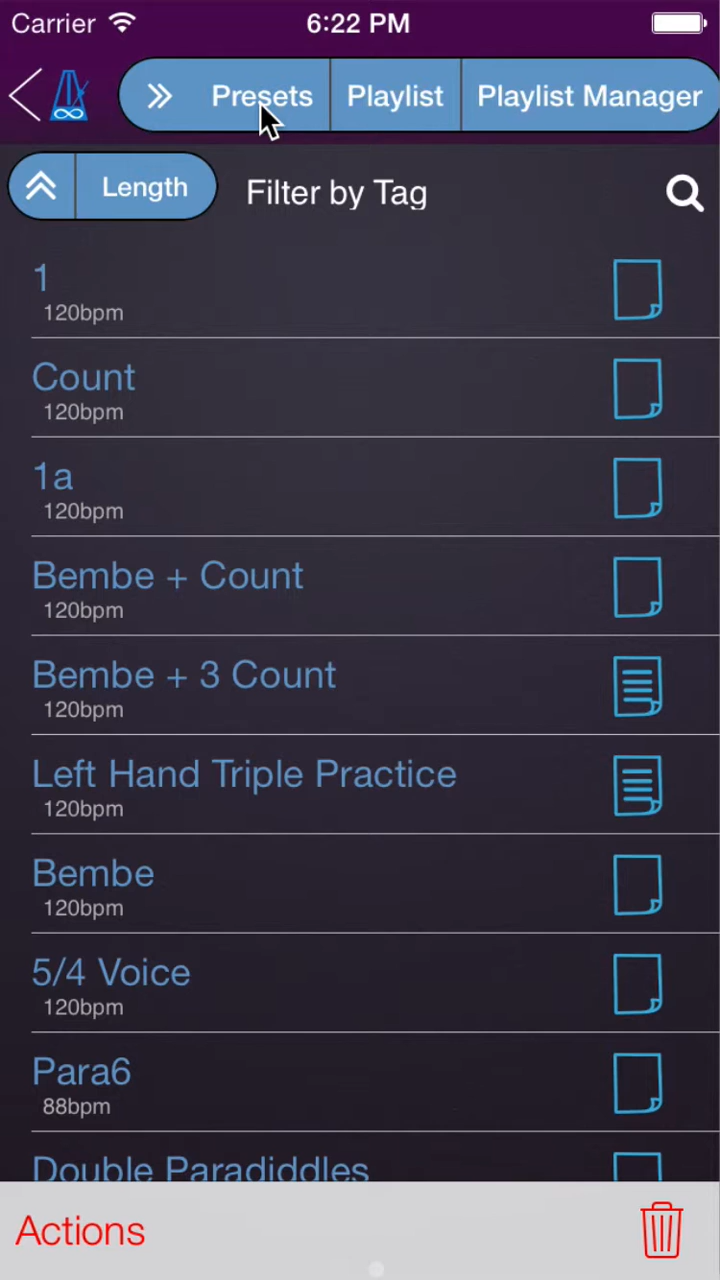 Carrier 6:22 PM
Presets Playlist Playlist Manager
Length Filter by Tag
1
120bpm
Count
120bpm
1a
120bpm
Bembe + Count
120bpm
Bembe + 3 Count
120bpm
Left Hand Triple Practice
120bpm
Bembe
120bpm
5/4 Voice
120bpm
Para6
88bpm
Double Paradiddles
Actions